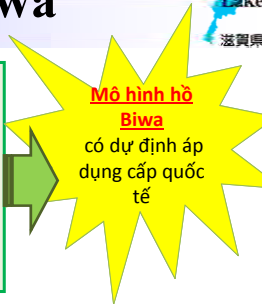 wa
Lake
滋賀県
Mô hình hồ
Biwa
có dự định áp
dụng cấp quốc
tế